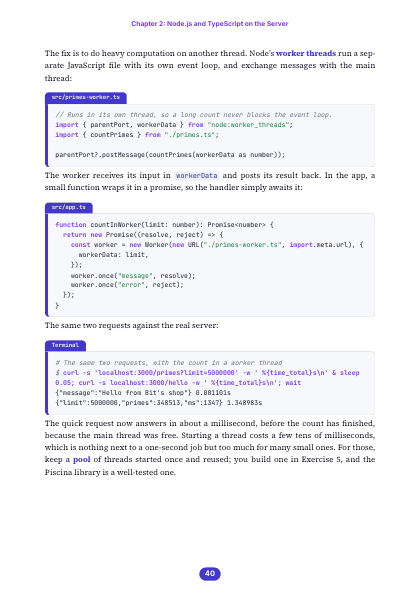 Chapter 2: Node.js and TypeScript on the Server
The fix is to do heavy computation on another thread. Node's worker threads run a sep-
arate JavaScript file with its own event loop, and exchange messages with the main
thread:
src/primes-worker.ts
// Runs in its own thread, so a long count never blocks the event loop.
import { parentPort, workerData } from "node:worker_threads";
import { countPrimes } from "./primes.ts";
parentPort?.postMessage(countPrimes(workerData as number));
The worker receives its input in workerData and posts its result back. In the app, a
small function wraps it in a promise, so the handler simply awaits it:
src/app.ts
function countInWorker(limit: number): Promise<number> {
  return new Promise((resolve, reject) => {
    const worker = new Worker(new URL("./primes-worker.ts", import.meta.url), {
      workerData: limit,
    });
    worker.once("message", resolve);
    worker.once("error", reject);
  });
}
The same two requests against the real server:
Terminal
# The same two requests, with the count in a worker thread
$ curl -s 'localhost:3000/primes?limit=5000000' -w ' %{time_total}s\n' & sleep
0.05; curl -s localhost:3000/hello -w ' %{time_total}s\n'; wait
{"message":"Hello from Bit's shop"} 0.001101s
{"limit":5000000,"primes":348513,"ms":1347} 1.348983s
The quick request now answers in about a millisecond, before the count has finished,
because the main thread was free. Starting a thread costs a few tens of milliseconds,
which is nothing next to a one-second job but too much for many small ones. For those,
keep a pool of threads started once and reused; you build one in Exercise 5, and the
Piscina library is a well-tested one.
40